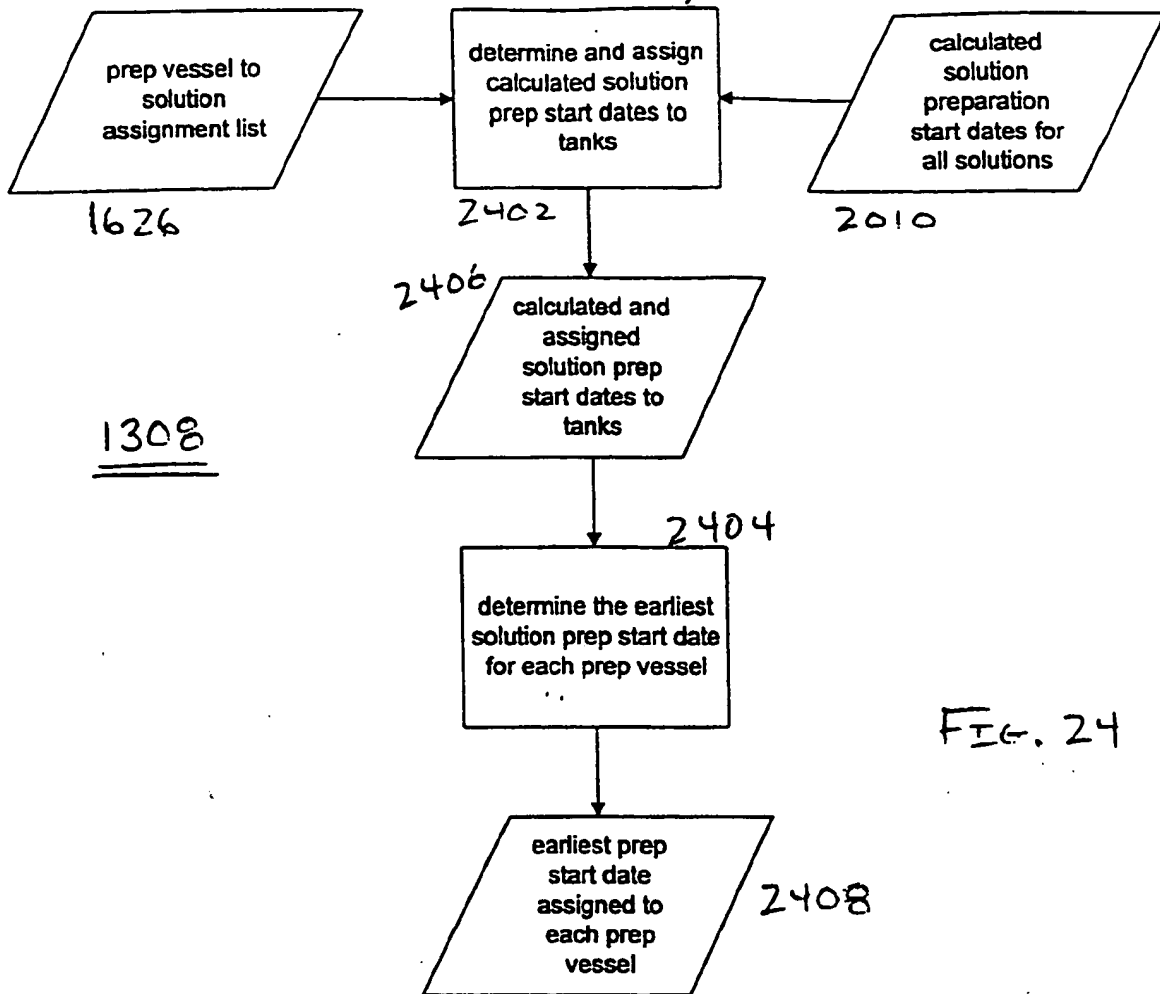 prep vessel to
solution
assignment list
1626
determine and assign
calculated solution
prep start dates to
tanks
2402
calculated
solution
preparation
start dates for
all solutions
2010
2406
calculated and
assigned
solution prep
start dates to
tanks
1308
2404
determine the earliest
solution prep start date
for each prep vessel
FIG. 24
earliest prep
start date
assigned to
each prep
vessel
2408